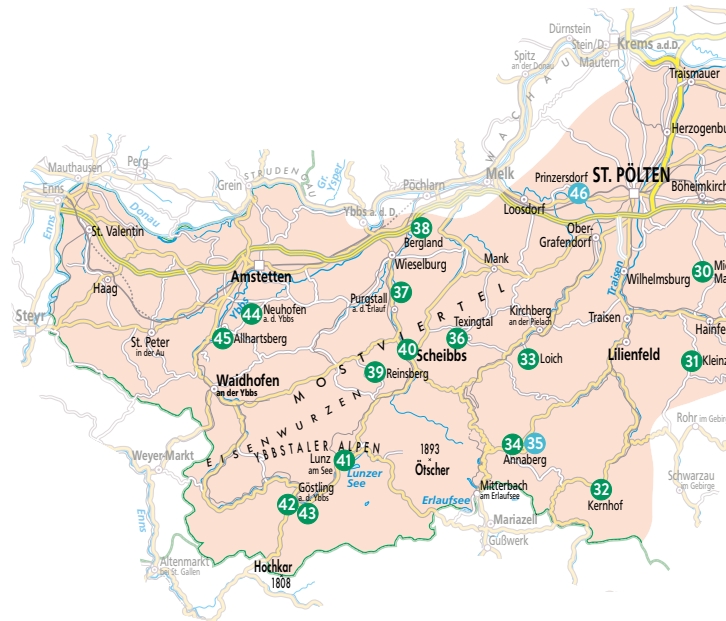 Dürnstein
Stein/D.
Krems a.d.D.
Spitz
an der Donau
Mautern
WACHAU
Traismauer
Herzogenbu
Mauthausen
Perg
Enns
Grein
STRUDENGAU
Gr. Ysper
Donau
Pöchlarn
Melk
Prinzersdorf
ST. PÖLTEN
46
Loosdorf
Böheimkirch
Ybbs a. d. D.
38
Bergland
Ober-
Grafendorf
Enns
St. Valentin
Wieselburg
Mank
Traisen
Wilhelmsburg
30
Mic
Ma
Amstetten
Haag
37
Purgstall
a. d. Erlauf
Ybbs
44
Neuhofen
a. d. Ybbs
Kirchberg
an der Pielach
Traisen
Hainfe
Steyr
St. Peter
in der Au
45
Allhartsberg
36
Texingtal
MOSTVIERTEL
40
Scheibbs
33
Loich
Lilienfeld
31
Kleinz
39
Reinsberg
Waidhofen
an der Ybbs
EISENWURZEN
YBBSTALER ALPEN
Rohr im Gebirge
Weyer-Markt
Lunz
am See
41
Lunzer
See
1893
Ötscher
34
35
Annaberg
Göstling
a. d. Ybbs
42
43
Erlaufsee
Mitterbach
am Erlaufsee
32
Kernhof
Schwarzau
im Gebirge
Enns
Mariazell
Gußwerk
Altenmarkt
bei St. Gallen
Hochkar
1808